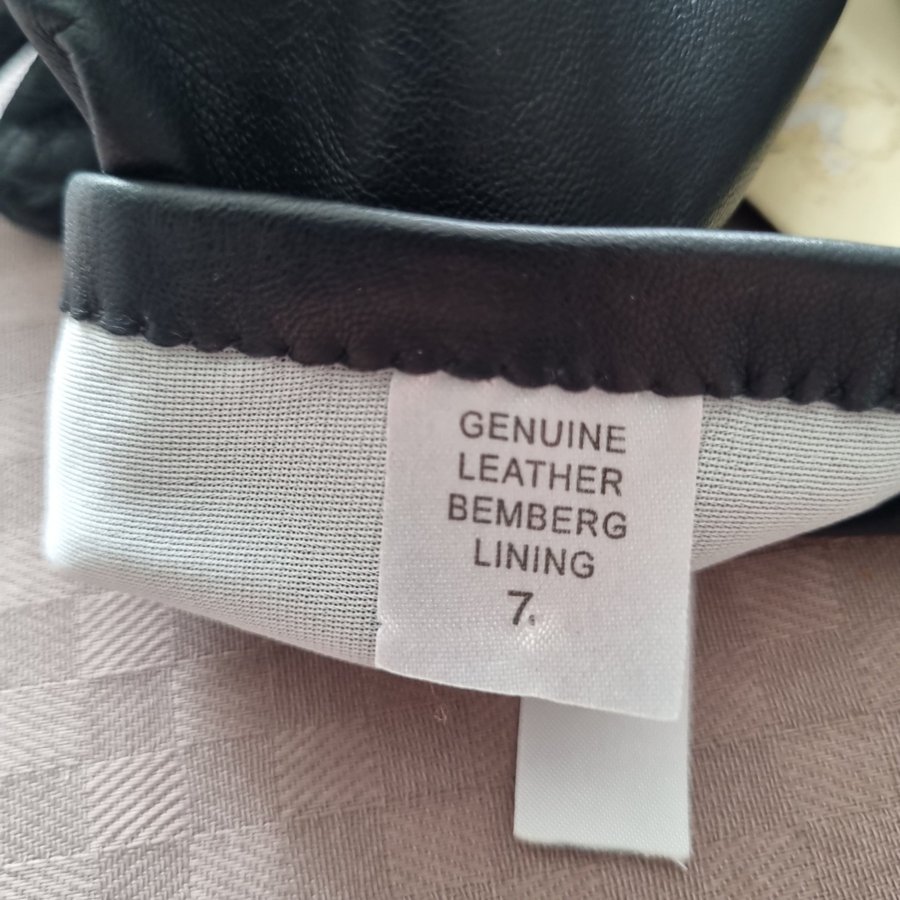 GENUINE
LEATHER
BEMBERG
LINING
7.